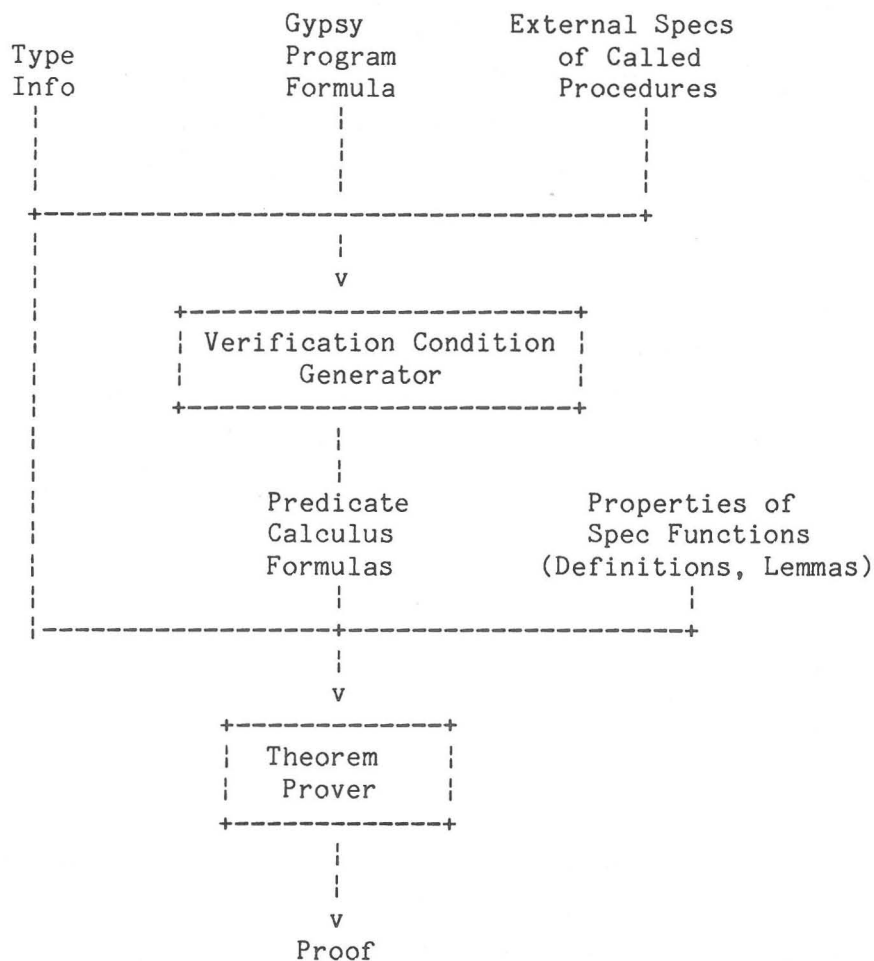 Gypsy External Specs
Type Program of Called
Info Formula Procedures
Verification Condition
Generator
Predicate Properties of
Calculus Spec Functions
Formulas (Definitions, Lemmas)
Theorem
Prover
Proof